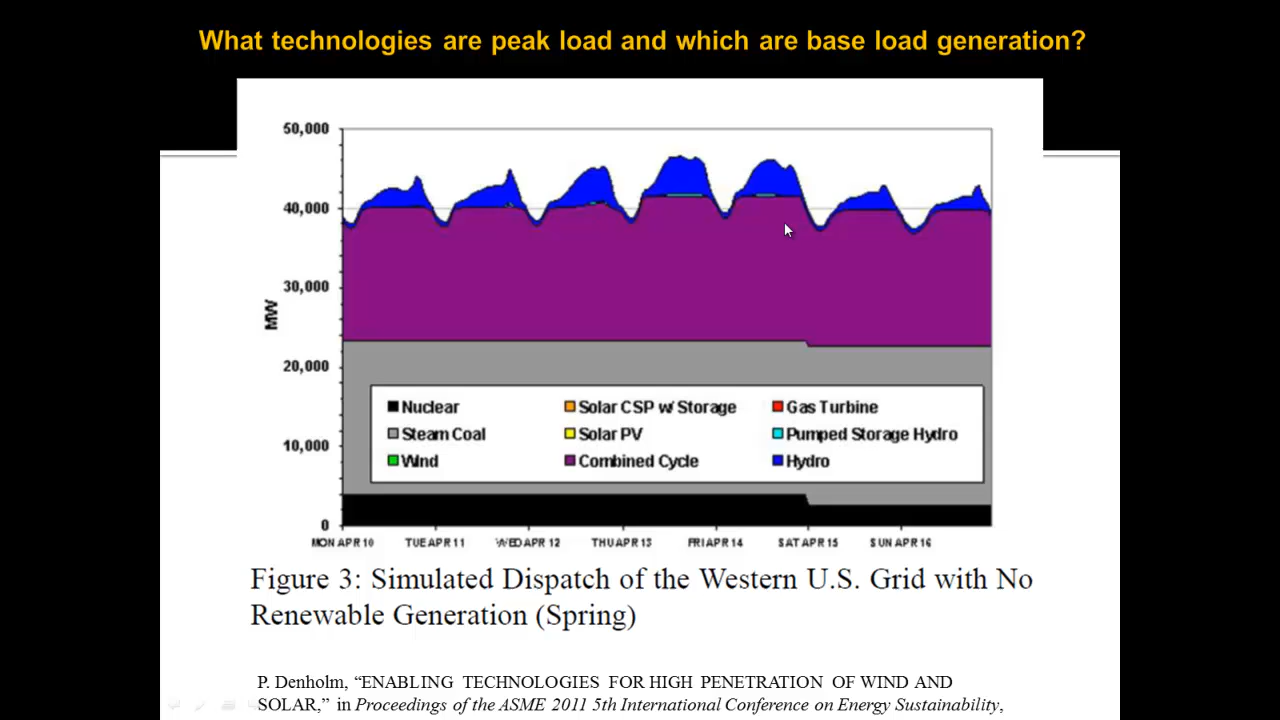 What technologies are peak load and which are base load generation?
50,000
40,000
30,000
20,000
10,000
0
MW
Nuclear
Solar CSP w/ Storage
Gas Turbine
Steam Coal
Solar PV
Pumped Storage Hydro
Wind
Combined Cycle
Hydro
MON APR 10 TUE APR 11 WED APR 12 THU APR 13 FRI APR 14 SAT APR 15 SUN APR 16
Figure 3: Simulated Dispatch of the Western U.S. Grid with No
Renewable Generation (Spring)
P. Denholm, “ENABLING TECHNOLOGIES FOR HIGH PENETRATION OF WIND AND
SOLAR,” in Proceedings of the ASME 2011 5th International Conference on Energy Sustainability,